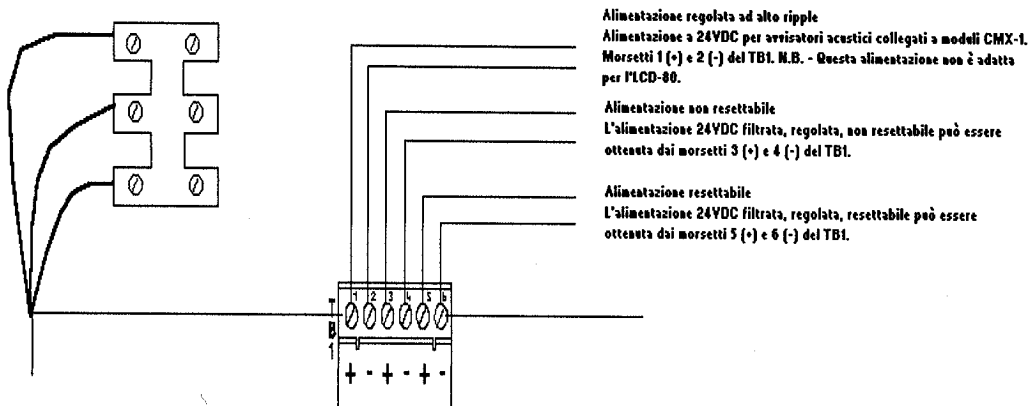 Alimentazione regolata ad alto ripple
Alimentazione a 24VDC per avvisatori acustici collegati a moduli CMX-1.
Morsetti 1 (+) e 2 (-) del TB1. N.B. - Questa alimentazione non è adatta
per l'LCD-80.
Alimentazione non resettabile
L'alimentazione 24VDC filtrata, regolata, non resettabile può essere
ottenuta dai morsetti 3 (+) e 4 (-) del TB1.
Alimentazione resettabile
L'alimentazione 24VDC filtrata, regolata, resettabile può essere
ottenuta dai morsetti 5 (+) e 6 (-) del TB1.
1 2 3 4 5 6
TB1
+ - + - + -